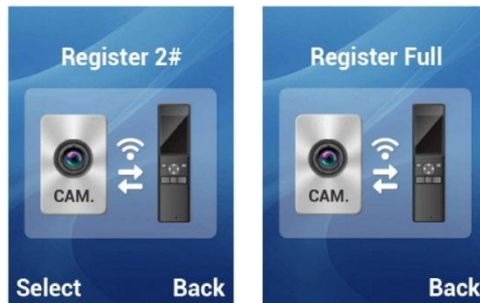 Register 2#
CAM.
Select Back
Register Full
CAM.
Back